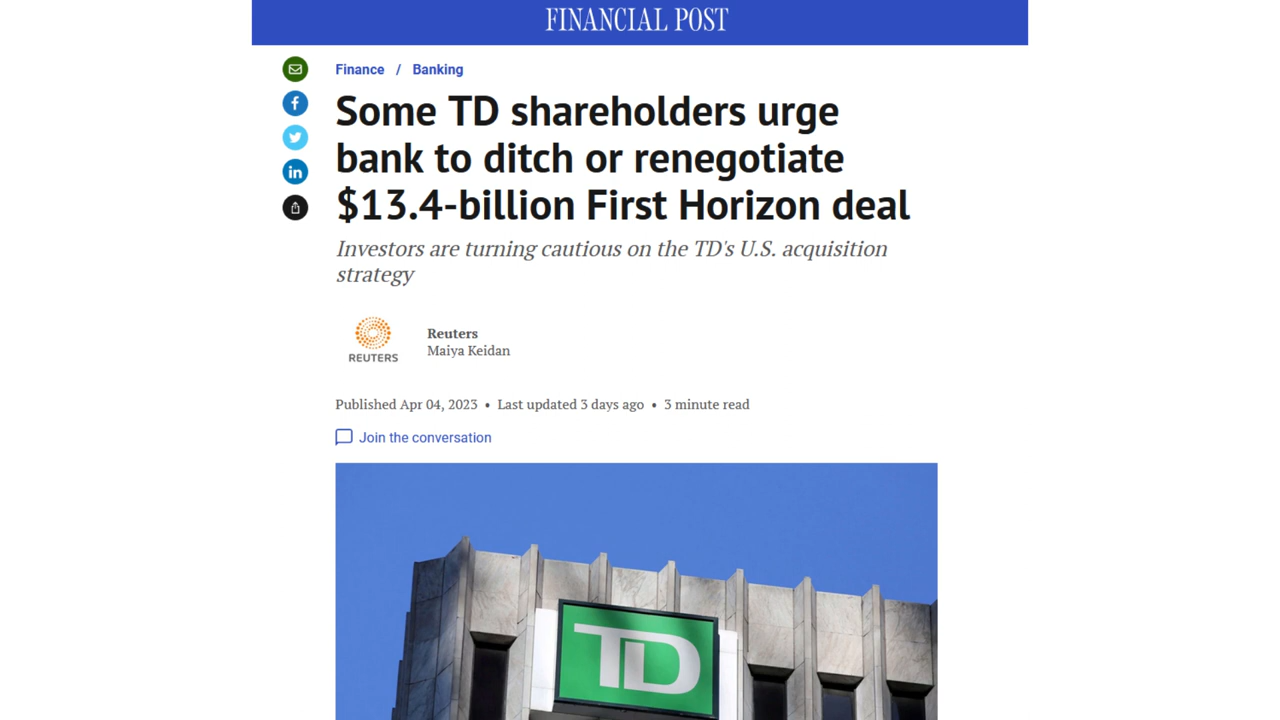 FINANCIAL POST
Finance / Banking
Some TD shareholders urge
bank to ditch or renegotiate
$13.4-billion First Horizon deal
Investors are turning cautious on the TD's U.S. acquisition
strategy
REUTERS
Reuters
Maiya Keidan
Published Apr 04, 2023 • Last updated 3 days ago • 3 minute read
Join the conversation
TD